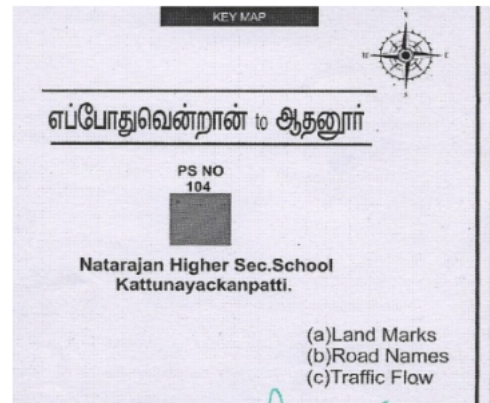 KEY MAP
N
W E
S
எப்போதுவென்றான் to ஆதனூர்
PS NO
104
Natarajan Higher Sec.School
Kattunayackanpatti.
(a)Land Marks
(b)Road Names
(c)Traffic Flow